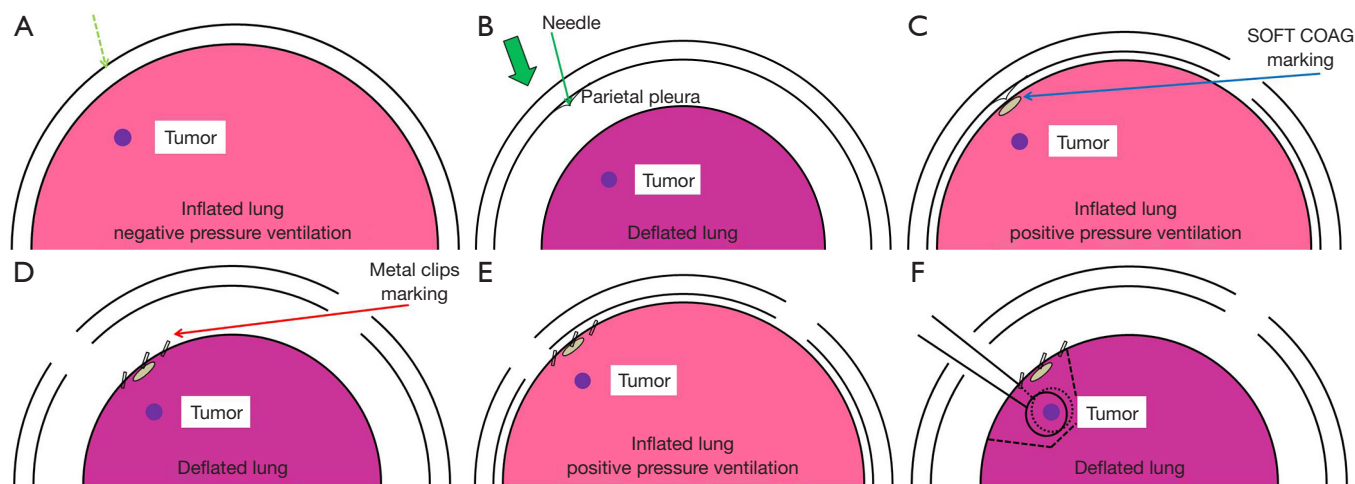 A
Tumor
Inflated lung
negative pressure ventilation
B
Needle
Parietal pleura
Tumor
Deflated lung
C
SOFT COAG
marking
Tumor
Inflated lung
positive pressure ventilation
D
Metal clips
marking
Tumor
Deflated lung
E
Tumor
Inflated lung
positive pressure ventilation
F
Tumor
Deflated lung